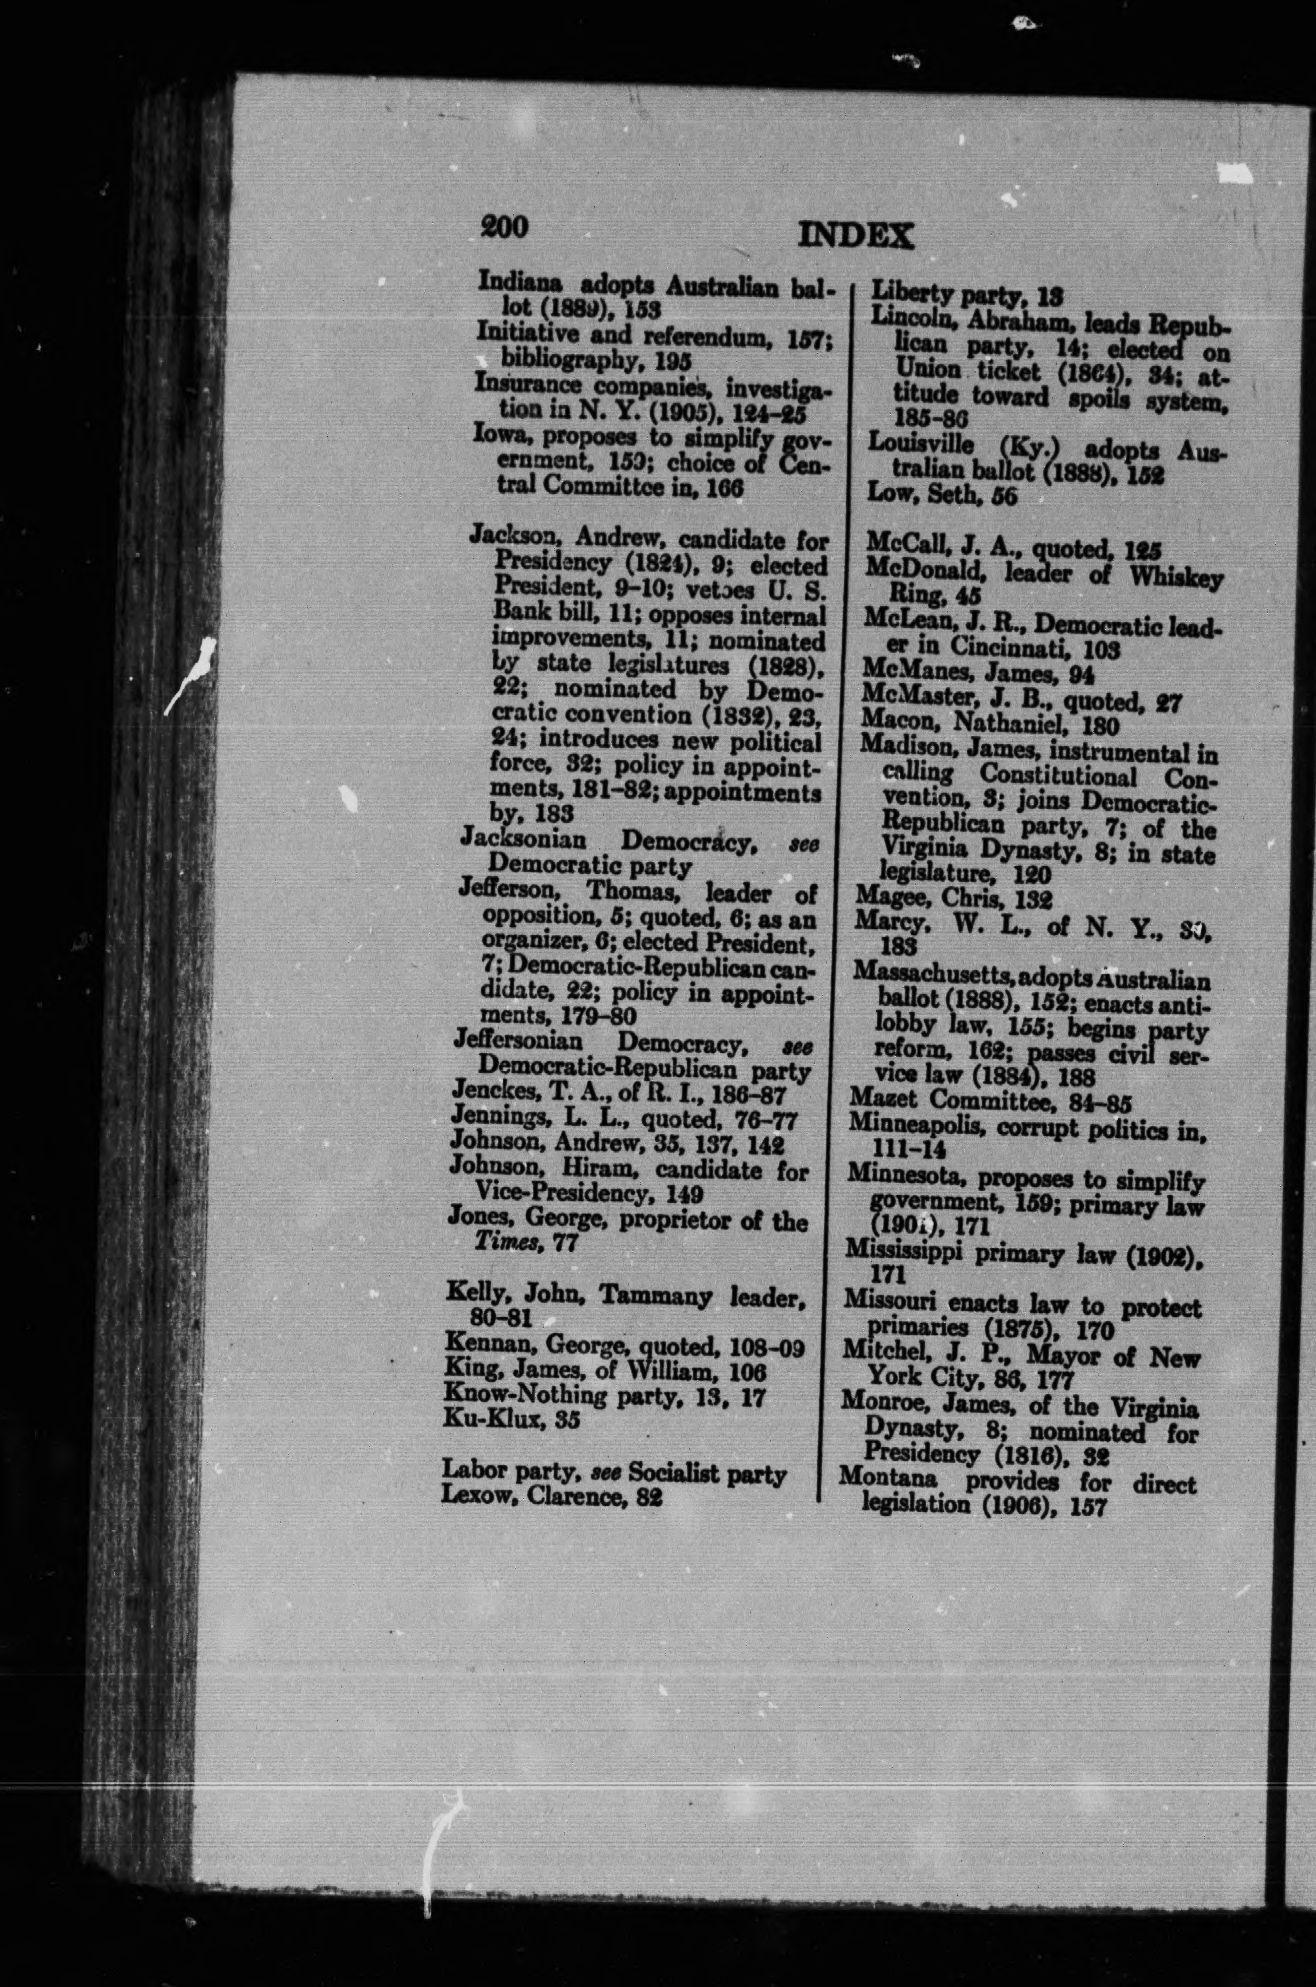 200
INDEX
Indiana adopts Australian bal-
lot (1889), 153
Initiative and referendum, 157;
bibliography, 195
Insurance companies, investiga-
tion in N. Y. (1905), 124-25
Iowa, proposes to simplify gov-
ernment, 159; choice of Cen-
tral Committee in, 166
Jackson, Andrew, candidate for
Presidency (1824), 9; elected
President, 9-10; vetoes U. S.
Bank bill, 11; opposes internal
improvements, 11; nominated
by state legislatures (1828),
22; nominated by Demo-
cratic convention (1832), 23,
24; introduces new political
force, 32; policy in appoint-
ments, 181-82; appointments
by, 183
Jacksonian Democracy, see
Democratic party
Jefferson, Thomas, leader of
opposition, 5; quoted, 6; as an
organizer, 6; elected President,
7; Democratic-Republican can-
didate, 22; policy in appoint-
ments, 179-80
Jeffersonian Democracy, see
Democratic-Republican party
Jenckes, T. A., of R. I., 186-87
Jennings, L. L., quoted, 76-77
Johnson, Andrew, 35, 137, 142
Johnson, Hiram, candidate for
Vice-Presidency, 149
Jones, George, proprietor of the
Times, 77
Kelly, John, Tammany leader,
80-81
Kennan, George, quoted, 108-09
King, James, of William, 106
Know-Nothing party, 13, 17
Ku-Klux, 35
Labor party, see Socialist party
Lexow, Clarence, 82
Liberty party, 13
Lincoln, Abraham, leads Repub-
lican party, 14; elected on
Union ticket (1864), 34; at-
titude toward spoils system,
185-86
Louisville (Ky.) adopts Aus-
tralian ballot (1888), 152
Low, Seth, 56
McCall, J. A., quoted, 125
McDonald, leader of Whiskey
Ring, 45
McLean, J. R., Democratic lead-
er in Cincinnati, 103
McManes, James, 94
McMaster, J. B., quoted, 27
Macon, Nathaniel, 180
Madison, James, instrumental in
calling Constitutional Con-
vention, 3; joins Democratic-
Republican party, 7; of the
Virginia Dynasty, 8; in state
legislature, 120
Magee, Chris, 132
Marcy, W. L., of N. Y., 30,
183
Massachusetts, adopts Australian
ballot (1888), 152; enacts anti-
lobby law, 155; begins party
reform, 162; passes civil ser-
vice law (1884), 188
Mazet Committee, 84-85
Minneapolis, corrupt politics in,
111-14
Minnesota, proposes to simplify
government, 159; primary law
(1901), 171
Mississippi primary law (1902),
171
Missouri enacts law to protect
primaries (1875), 170
Mitchel, J. P., Mayor of New
York City, 86, 177
Monroe, James, of the Virginia
Dynasty, 8; nominated for
Presidency (1816), 32
Montana provides for direct
legislation (1906), 157